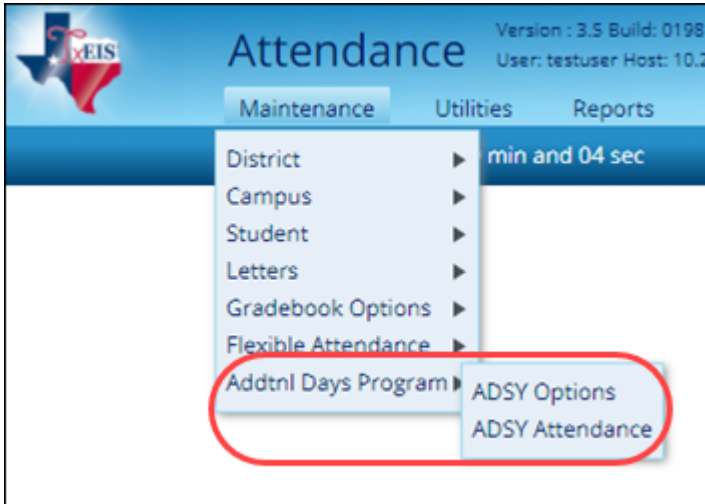 TxEIS
Attendance
Version : 3.5 Build: 0198
User: testuser Host: 10.2
Maintenance Utilities Reports
min and 04 sec
District
Campus
Student
Letters
Gradebook Options
Flexible Attendance
Addtnl Days Program
ADSY Options
ADSY Attendance